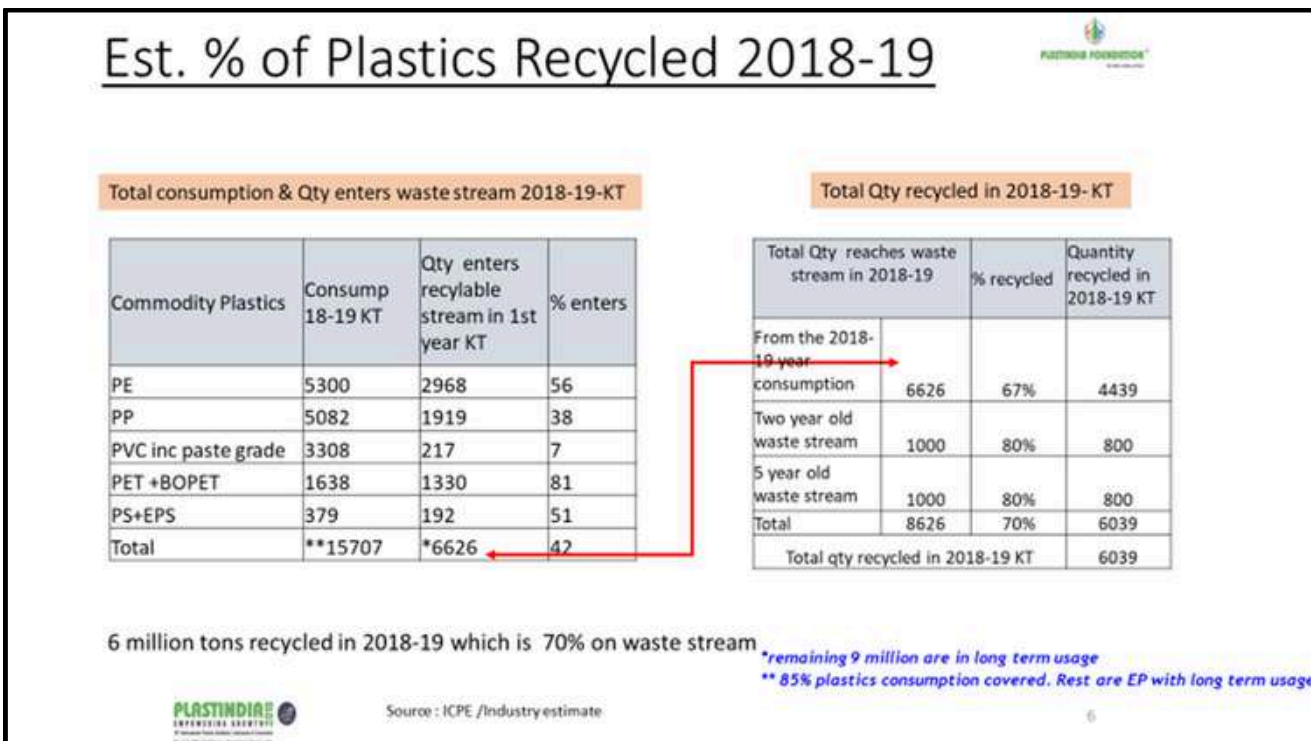 Est. % of Plastics Recycled 2018-19
PLASTINDIA FOUNDATION
Total consumption & Qty enters waste stream 2018-19-KT
Commodity Plastics Consump 18-19 KT Qty enters recylable stream in 1st year KT % enters
PE 5300 2968 56
PP 5082 1919 38
PVC inc paste grade 3308 217 7
PET +BOPET 1638 1330 81
PS+EPS 379 192 51
Total **15707 *6626 42
Total Qty recycled in 2018-19- KT
Total Qty reaches waste stream in 2018-19 % recycled Quantity recycled in 2018-19 KT
From the 2018-19 year consumption 6626 67% 4439
Two year old waste stream 1000 80% 800
5 year old waste stream 1000 80% 800
Total 8626 70% 6039
Total qty recycled in 2018-19 KT 6039
6 million tons recycled in 2018-19 which is 70% on waste stream
*remaining 9 million are in long term usage
** 85% plastics consumption covered. Rest are EP with long term usage
PLASTINDIA
EMPOWERING GROWTH
Source : ICPE /Industry estimate
6